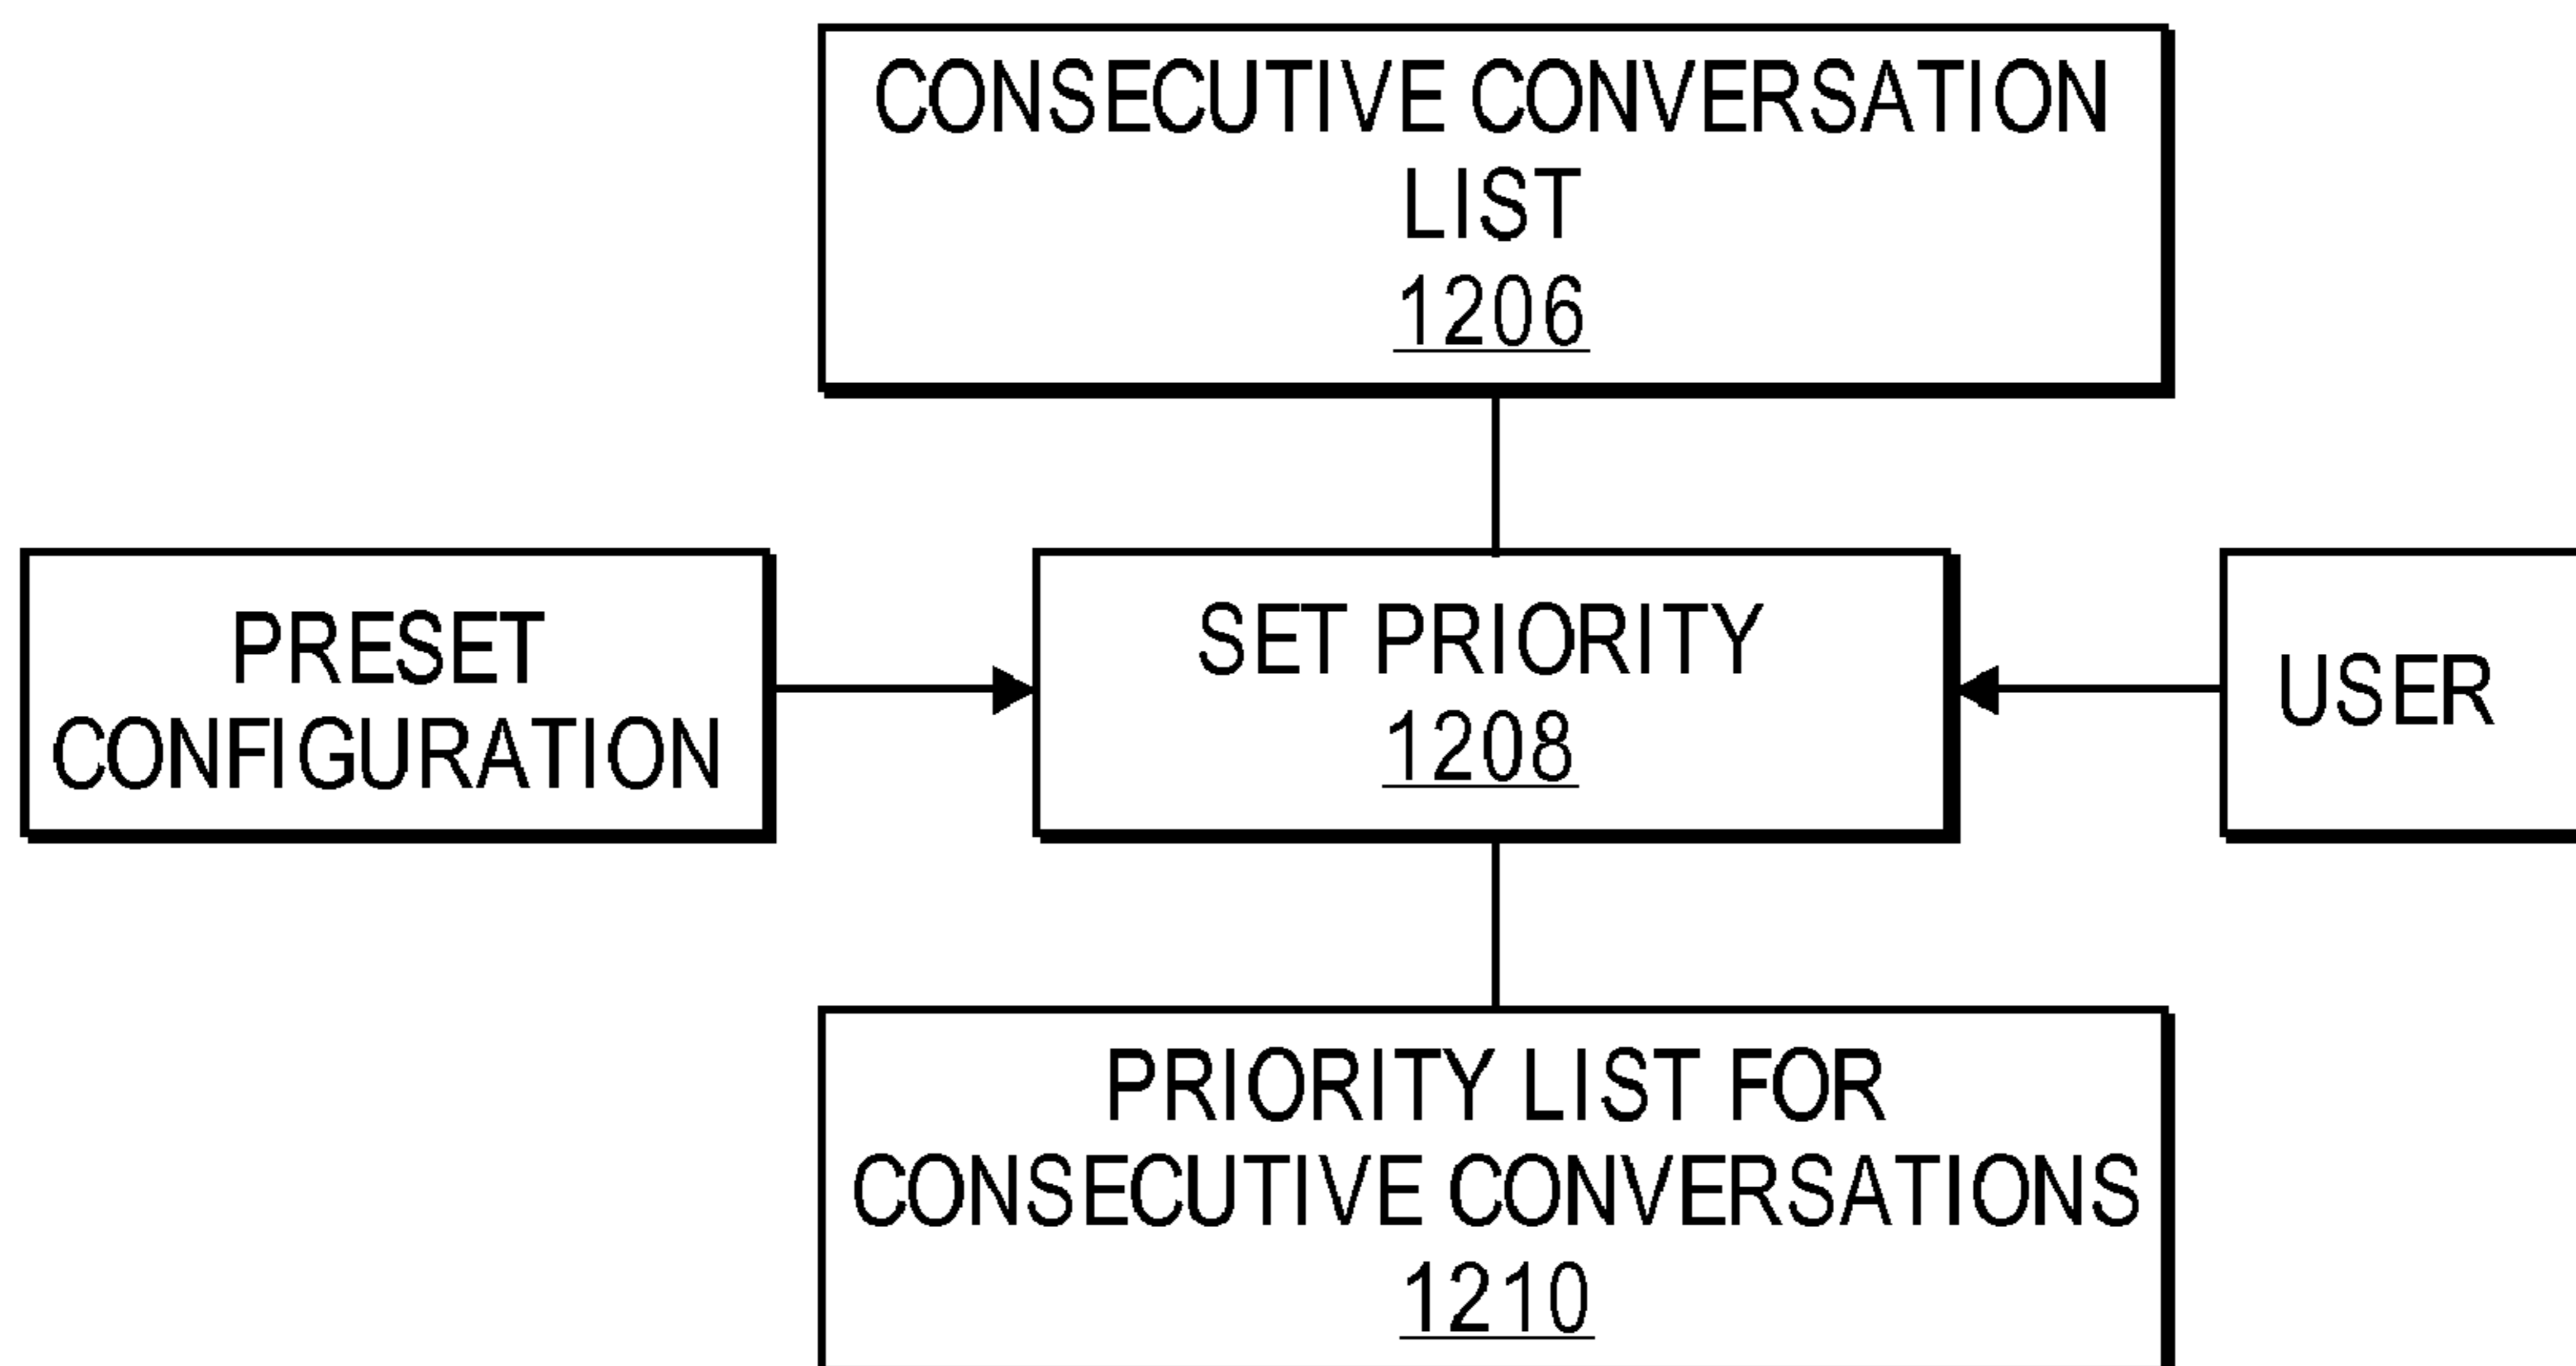 CONSECUTIVE CONVERSATION
LIST
1206
PRESET
CONFIGURATION
SET PRIORITY
1208
USER
PRIORITY LIST FOR
CONSECUTIVE CONVERSATIONS
1210